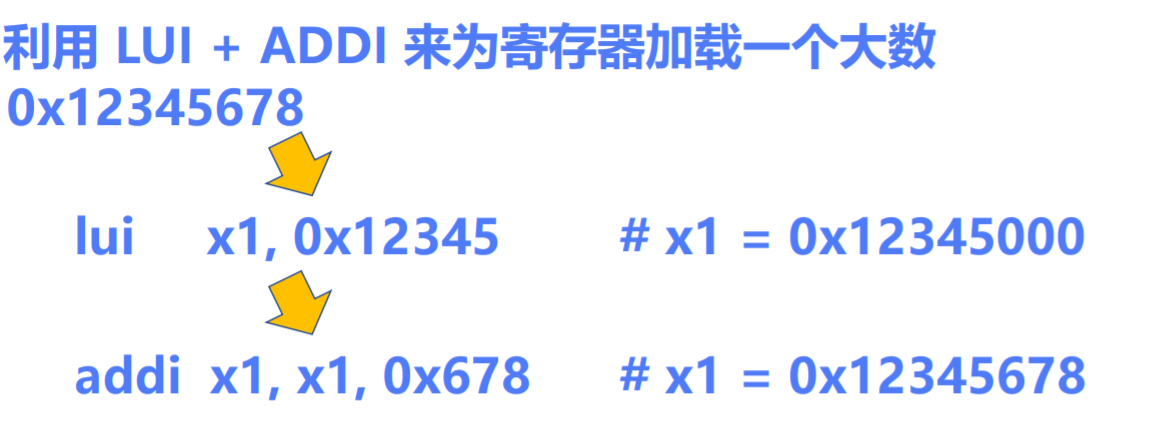 利用 LUI + ADDI 来为寄存器加载一个大数
0x12345678
lui x1, 0x12345 # x1 = 0x12345000
addi x1, x1, 0x678 # x1 = 0x12345678